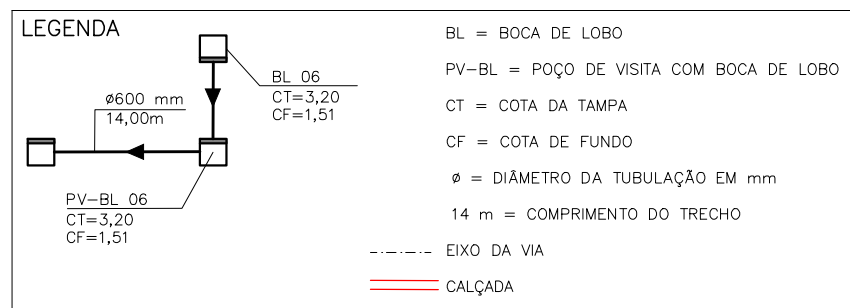 LEGENDA
BL 06
CT=3,20
CF=1,51
Ø600 mm
14,00m
PV-BL 06
CT=3,20
CF=1,51
BL = BOCA DE LOBO
PV-BL = POÇO DE VISITA COM BOCA DE LOBO
CT = COTA DA TAMPA
CF = COTA DE FUNDO
Ø = DIÂMETRO DA TUBULAÇÃO EM mm
14 m = COMPRIMENTO DO TRECHO
EIXO DA VIA
CALÇADA